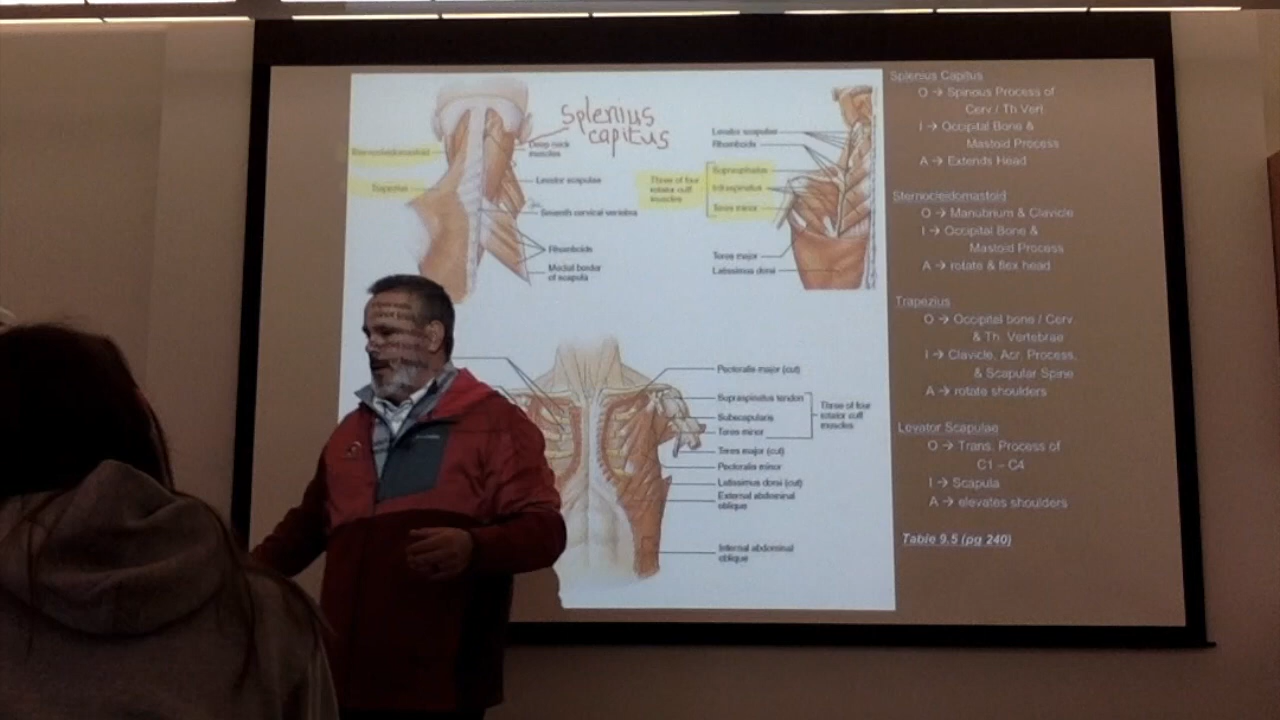 Splenius
capitus
Sternocleidomastoid
Trapezius
Deep neck
muscles
Levator scapulae
Seventh cervical vertebra
Rhomboids
Medial border
of scapula
Levator scapulae
Rhomboids
Three of four
rotator cuff
muscles
Supraspinatus
Infraspinatus
Teres minor
Teres major
Latissimus dorsi
Pectoralis major (cut)
Supraspinatus tendon
Subscapularis
Teres minor
Three of four
rotator cuff
muscles
Teres major (cut)
Pectoralis minor
Latissimus dorsi (cut)
External abdominal
oblique
Internal abdominal
oblique
Splenius Capitus
O → Spinous Process of
Cerv / Th Vert.
I → Occipital Bone &
Mastoid Process
A → Extends Head
Sternocleidomastoid
O → Manubrium & Clavicle
I → Occipital Bone &
Mastoid Process
A → rotate & flex head
Trapezius
O → Occipital bone / Cerv.
& Th. Vertebrae
I → Clavicle, Acr. Process,
& Scapular Spine
A → rotate shoulders
Levator Scapulae
O → Trans. Process of
C1 – C4
I → Scapula
A → elevates shoulders
Table 9.5 (pg 240)